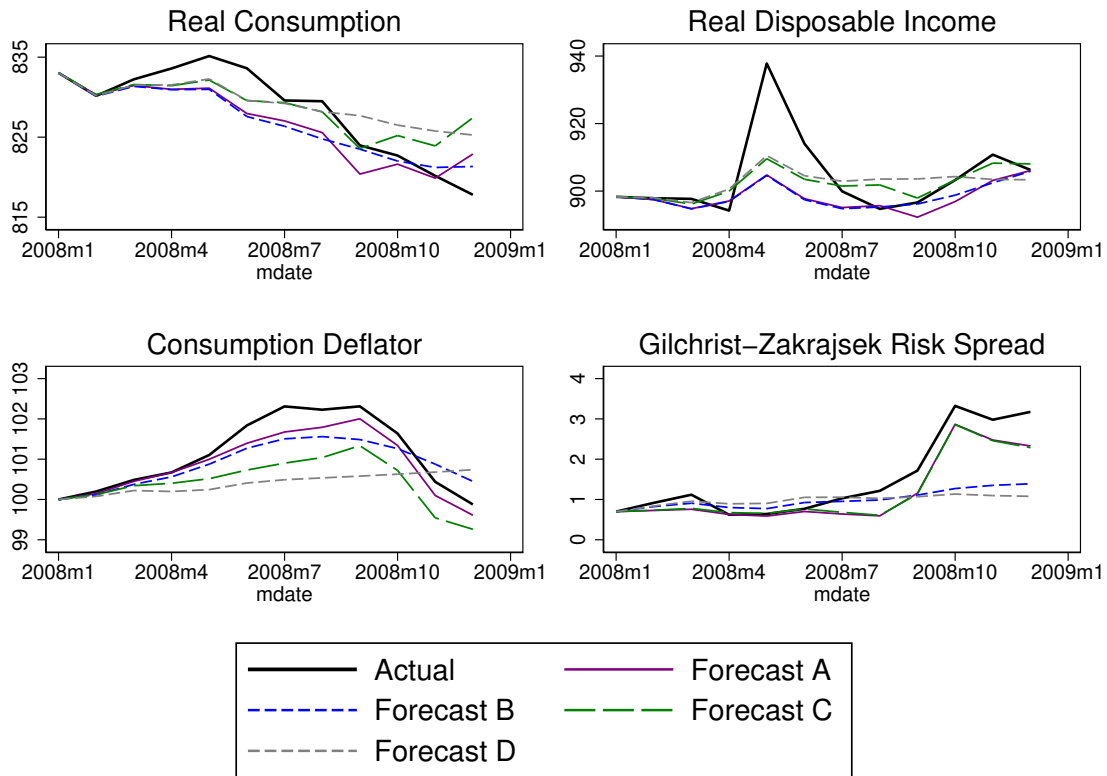 Real Consumption
835
825
815
2008m1 2008m4 2008m7 2008m10 2009m1
mdate
Real Disposable Income
940
920
900
2008m1 2008m4 2008m7 2008m10 2009m1
mdate
Consumption Deflator
103
102
101
100
99
2008m1 2008m4 2008m7 2008m10 2009m1
mdate
Gilchrist−Zakrajsek Risk Spread
4
3
2
1
0
2008m1 2008m4 2008m7 2008m10 2009m1
mdate
Actual Forecast A
Forecast B Forecast C
Forecast D